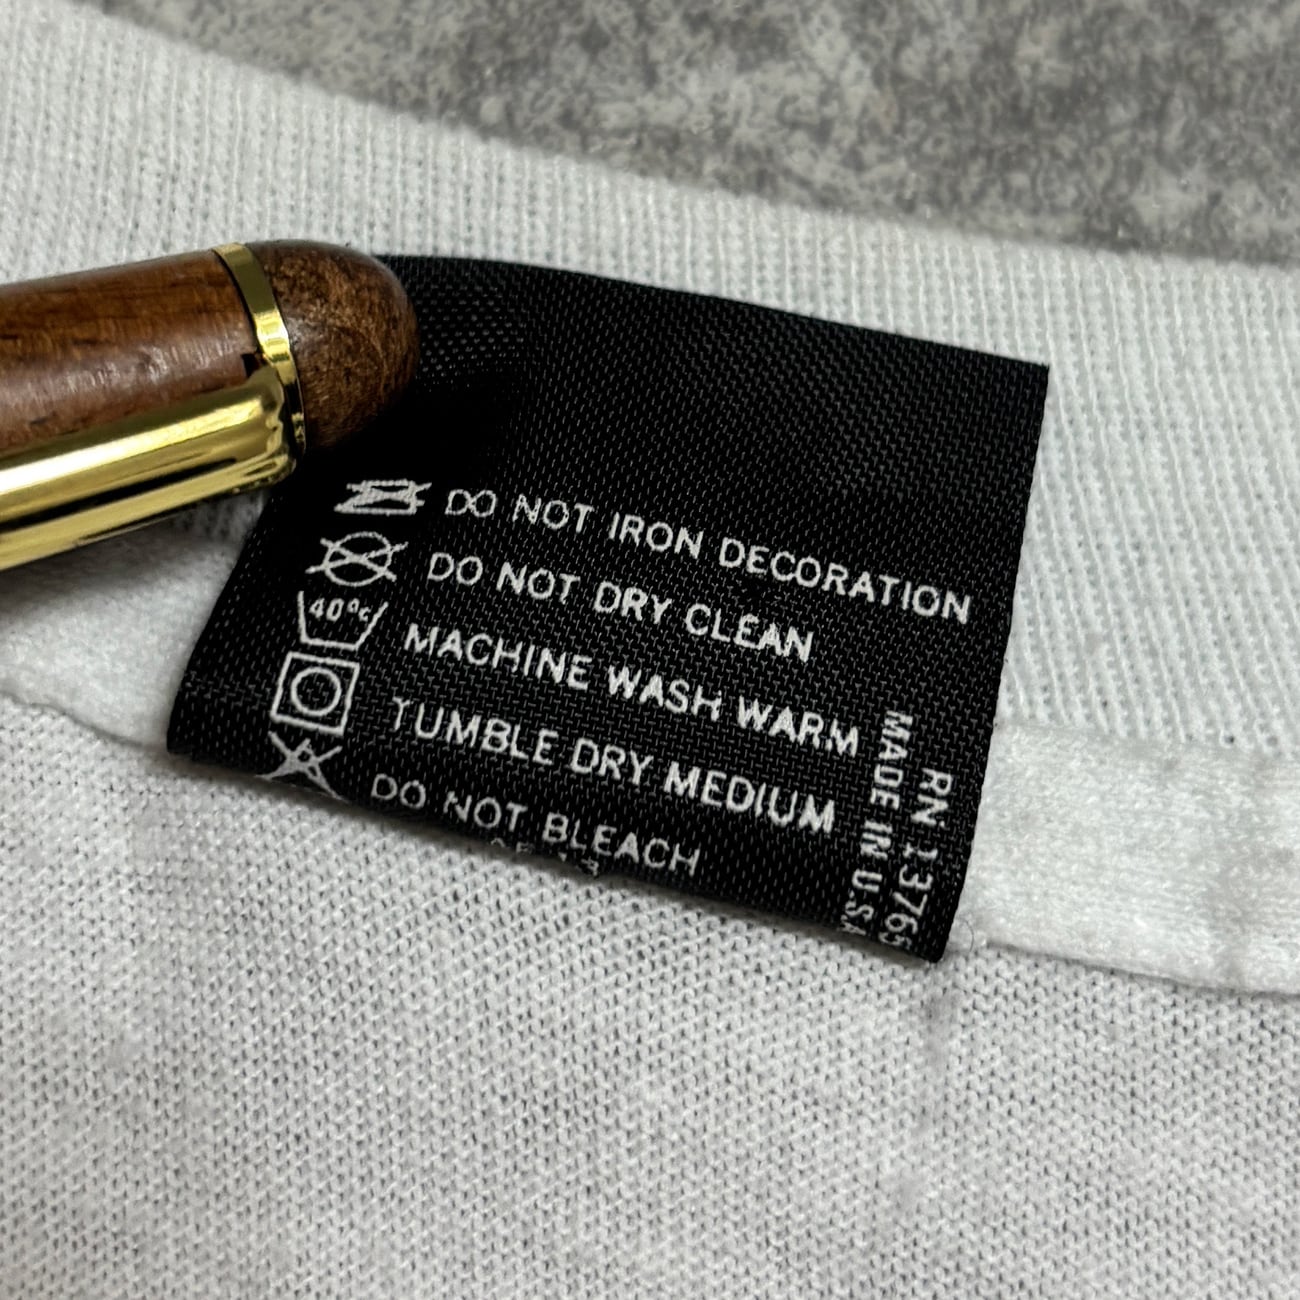 DO NOT IRON DECORATION
DO NOT DRY CLEAN
40°C
MACHINE WASH WARM
TUMBLE DRY MEDIUM
DO NOT BLEACH
RN 13765
MADE IN U.S.A